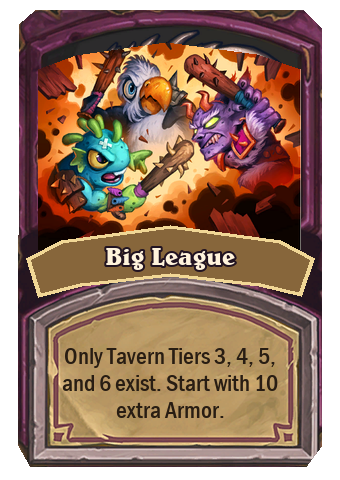 Big League
Only Tavern Tiers 3, 4, 5,
and 6 exist. Start with 10
extra Armor.